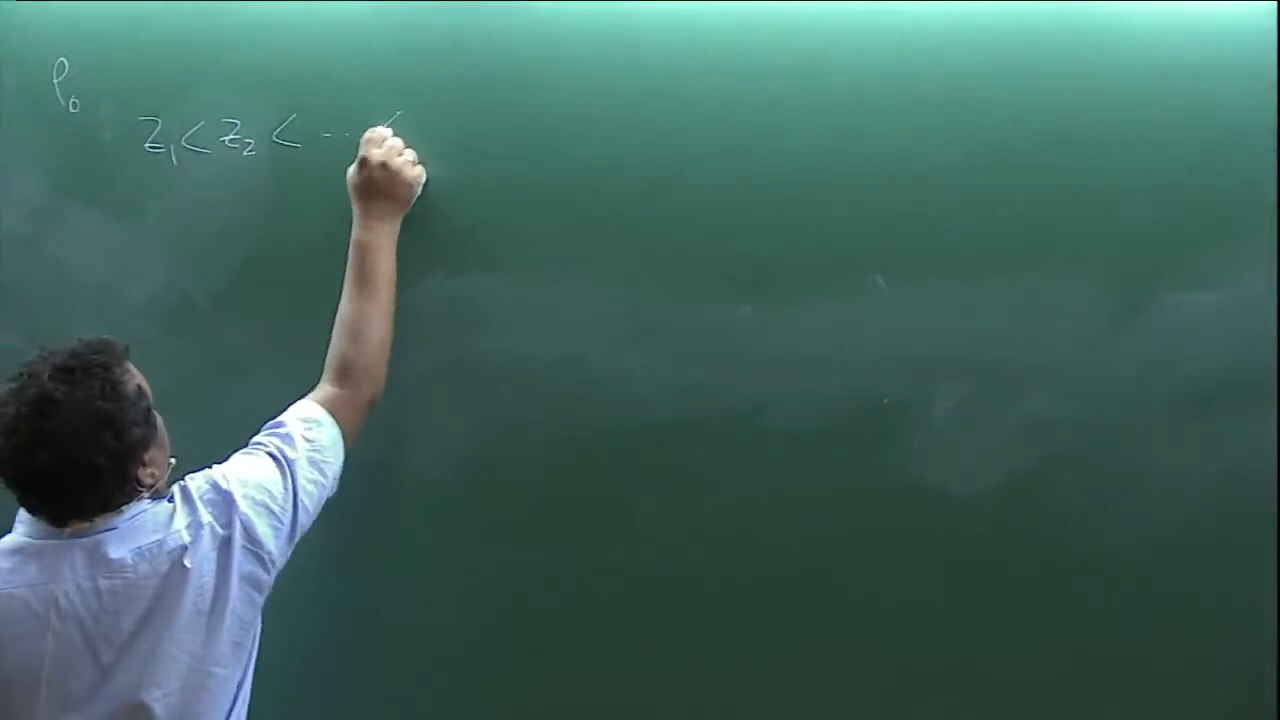 ρ₀
z₁ < z₂ < ... <